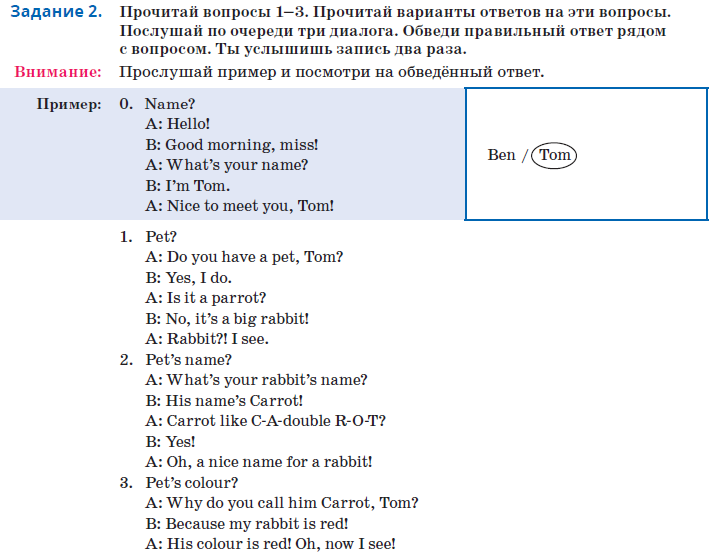 Задание 2. Прочитай вопросы 1–3. Прочитай варианты ответов на эти вопросы.
Послушай по очереди три диалога. Обведи правильный ответ рядом
с вопросом. Ты услышишь запись два раза.
Внимание: Прослушай пример и посмотри на обведённый ответ.
Пример: 0. Name?
A: Hello!
B: Good morning, miss!
A: What’s your name?
B: I’m Tom.
A: Nice to meet you, Tom!
Ben / Tom
1. Pet?
A: Do you have a pet, Tom?
B: Yes, I do.
A: Is it a parrot?
B: No, it’s a big rabbit!
A: Rabbit?! I see.
2. Pet’s name?
A: What’s your rabbit’s name?
B: His name’s Carrot!
A: Carrot like C-A-double R-O-T?
B: Yes!
A: Oh, a nice name for a rabbit!
3. Pet’s colour?
A: Why do you call him Carrot, Tom?
B: Because my rabbit is red!
A: His colour is red! Oh, now I see!